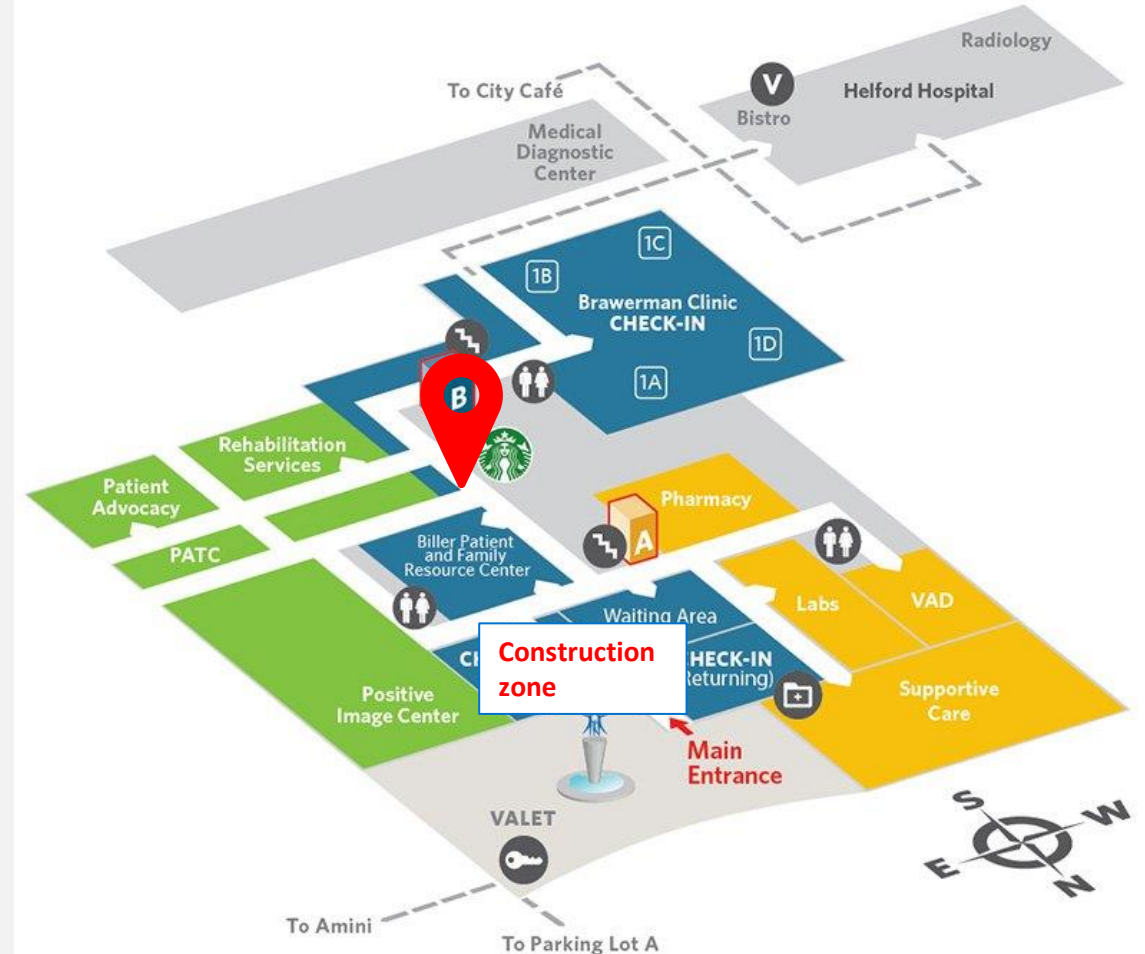 Radiology
To City Café
V
Helford Hospital
Bistro
Medical
Diagnostic
Center
1C
1B
Brawerman Clinic
CHECK-IN
1D
1A
B
Rehabilitation
Services
Patient
Advocacy
Pharmacy
A
PATC
Biller Patient
and Family
Resource Center
Labs
VAD
Waiting Area
CH
HECK-IN
Returning)
Construction
zone
Positive
Image Center
Supportive
Care
Main
Entrance
VALET
S
W
E
N
To Amini
To Parking Lot A